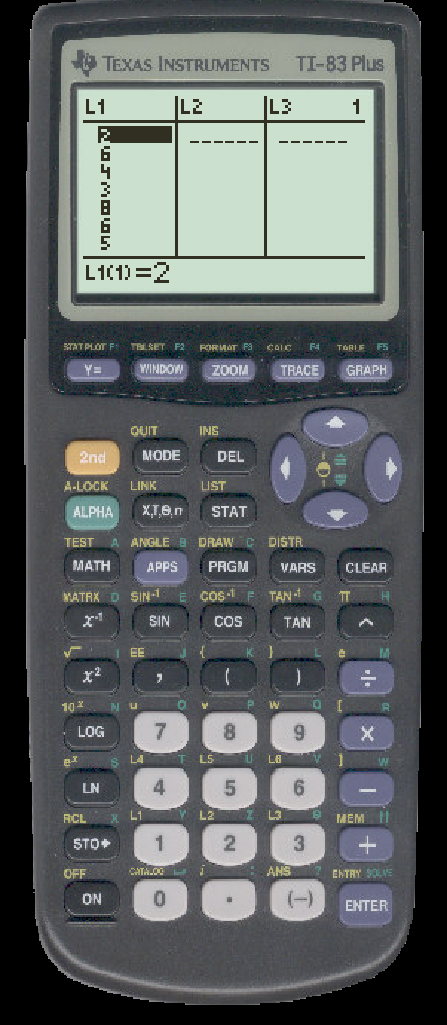 TEXAS INSTRUMENTS TI-83 Plus
L1 L2 L3 1
2 ------ ------
6
4
3
8
6
5
L1(1)=2
STAT PLOT F1 TBLSET F2 FORMAT F3 CALC F4 TABLE F5
Y= WINDOW ZOOM TRACE GRAPH
QUIT INS
2nd MODE DEL
A-LOCK LINK LIST
ALPHA X,T,Θ,n STAT
TEST A ANGLE B DRAW C DISTR
MATH APPS PRGM VARS CLEAR
MATRX D SIN-1 E COS-1 F TAN-1 G π H
x-1 SIN COS TAN ^
√ I EE J { K } L e M
x2 , ( ) ÷
10x N u O v P w Q [ R
LOG 7 8 9 ×
ex S L4 T L5 U L6 V ] W
LN 4 5 6 −
RCL X L1 Y L2 Z L3 θ MEM "
STO➔ 1 2 3 +
OFF CATALOG i : ANS ? ENTRY SOLVE
ON 0 . (−) ENTER